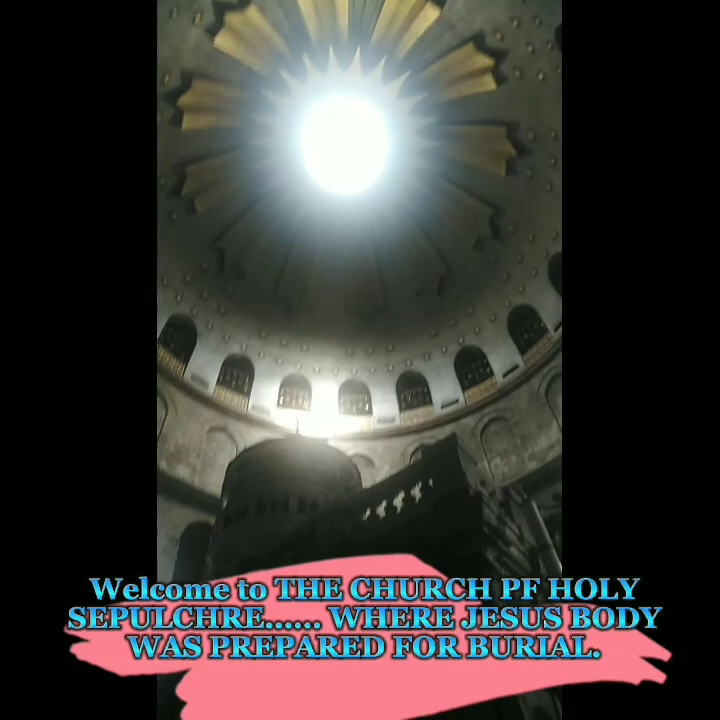 Welcome to THE CHURCH PF HOLY
SEPULCHRE...... WHERE JESUS BODY
WAS PREPARED FOR BURIAL.